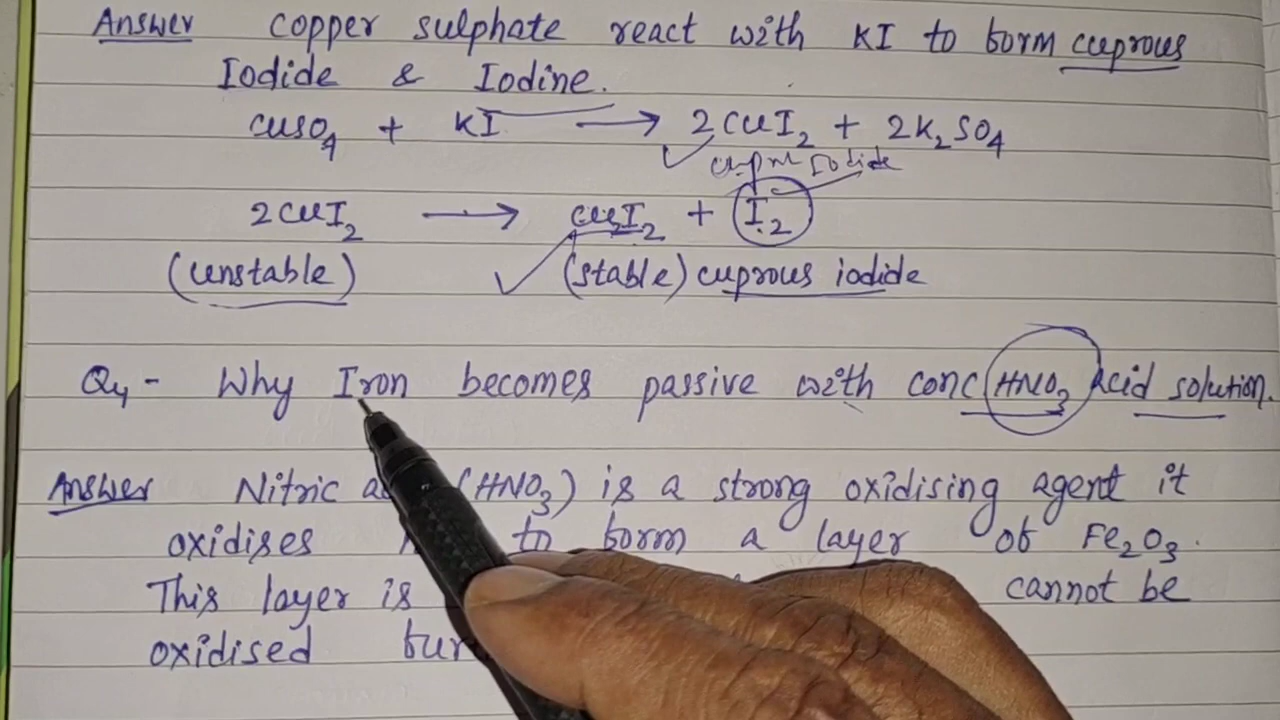 Answer copper sulphate react with KI to form cuprous
Iodide & Iodine.
CuSO4 + KI → 2CuI2 + 2K2SO4
Iodide
2CuI2 → Cu2I2 + I2
(unstable) (stable) cuprous iodide
Q4 - Why Iron becomes passive with conc HNO3 Acid solution.
Answer Nitric (HNO3) is a strong oxidising agent it
oxidises to form a layer of Fe2O3.
This layer is cannot be
oxidised